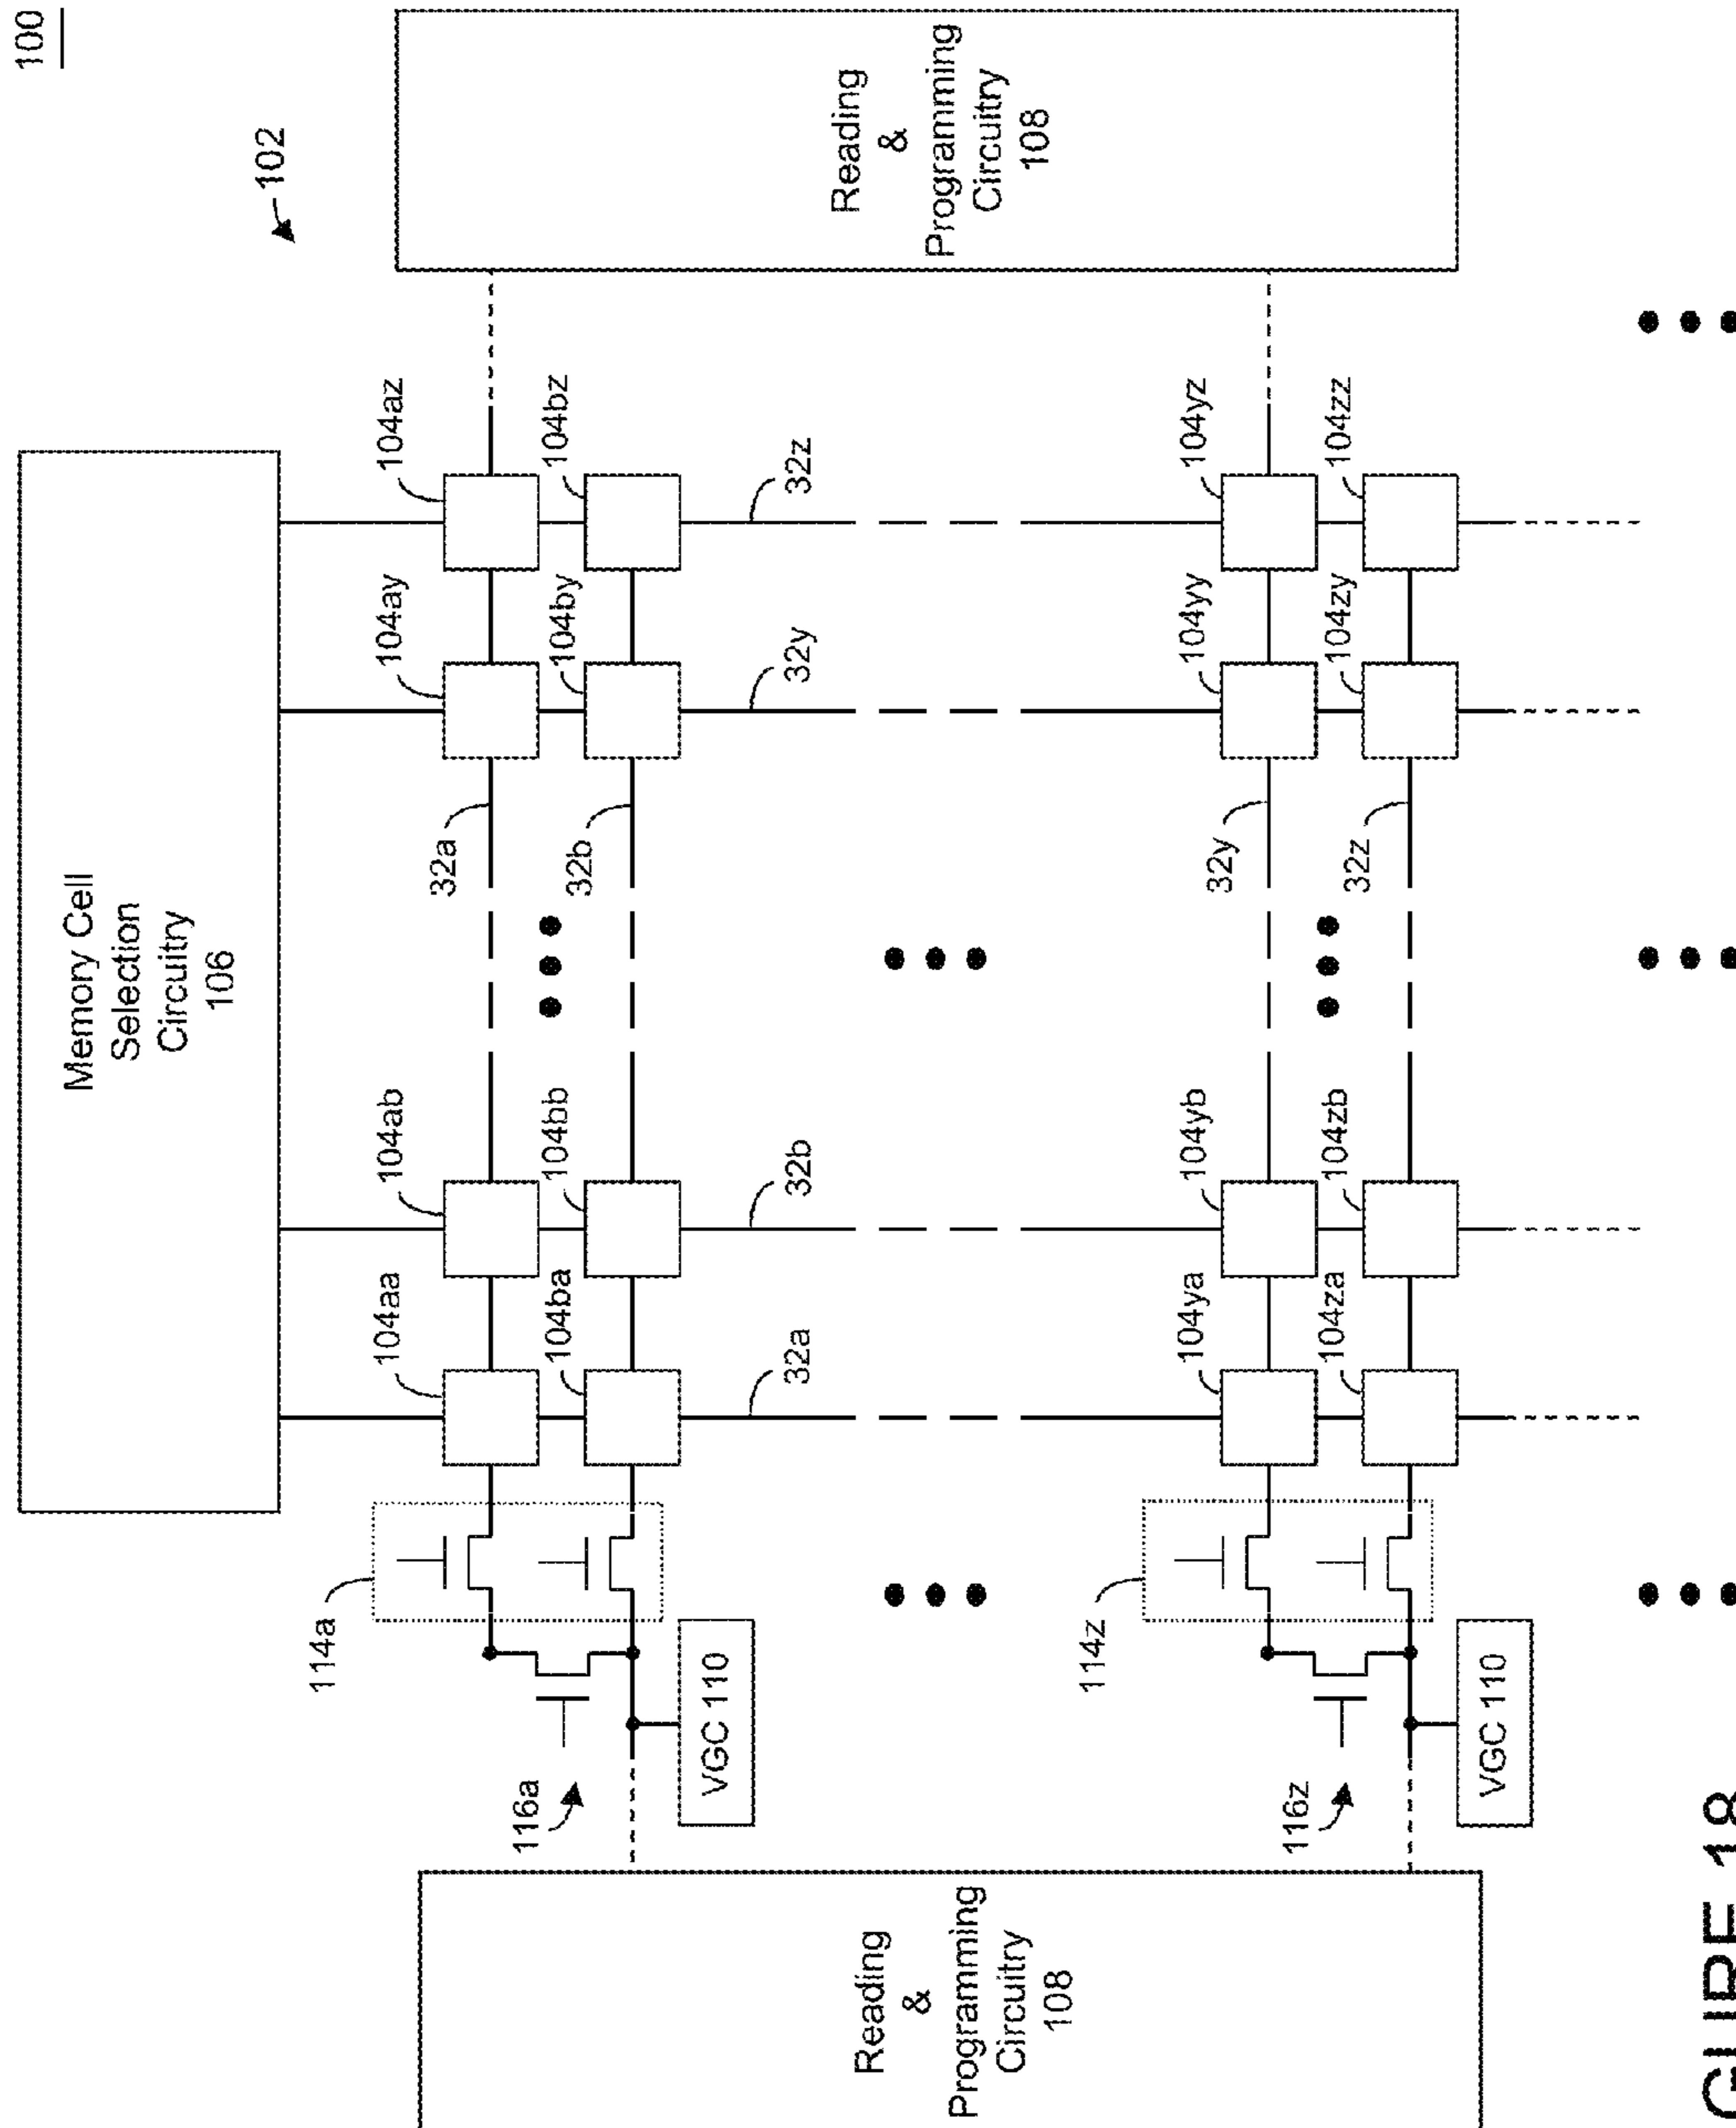 100
102
Memory Cell
Selection
Circuitry
106
Reading
&
Programming
Circuitry
108
Reading
&
Programming
Circuitry
108
114a
104aa
104ab
104ay
104az
32a
116a
104ba
104bb
104by
104bz
32b
VGC 110
32a
32b
32y
32z
114z
104ya
104yb
104yy
104yz
32y
116z
104za
104zb
104zy
104zz
32z
VGC 110
GURE 18